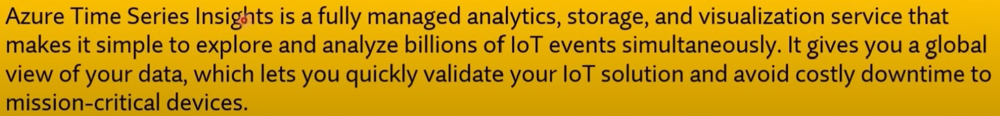 Azure Time Series Insights is a fully managed analytics, storage, and visualization service that
makes it simple to explore and analyze billions of IoT events simultaneously. It gives you a global
view of your data, which lets you quickly validate your IoT solution and avoid costly downtime to
mission-critical devices.